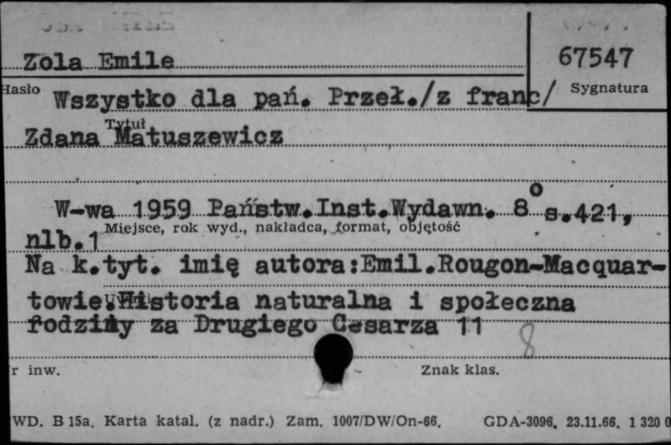 Zola Emile
67547
Hasło
Sygnatura
Wszystko dla pań. Przeł./z franc/
Tytuł
Zdana Matuszewicz
W-wa 1959 Państw.Inst.Wydawn. 8° s.421,
Miejsce, rok wyd., nakładca, format, objętość
nlb.1
Na k.tyt. imię autora:Emil.Rougon-Macquar-
towie.Historia naturalna i społeczna
rodziny za Drugiego Cesarza 11
8
r inw.
Znak klas.
WD. B 15a. Karta katal. (z nadr.) Zam. 1007/DW/On-66. GDA-3096, 23.11.66. 1 320